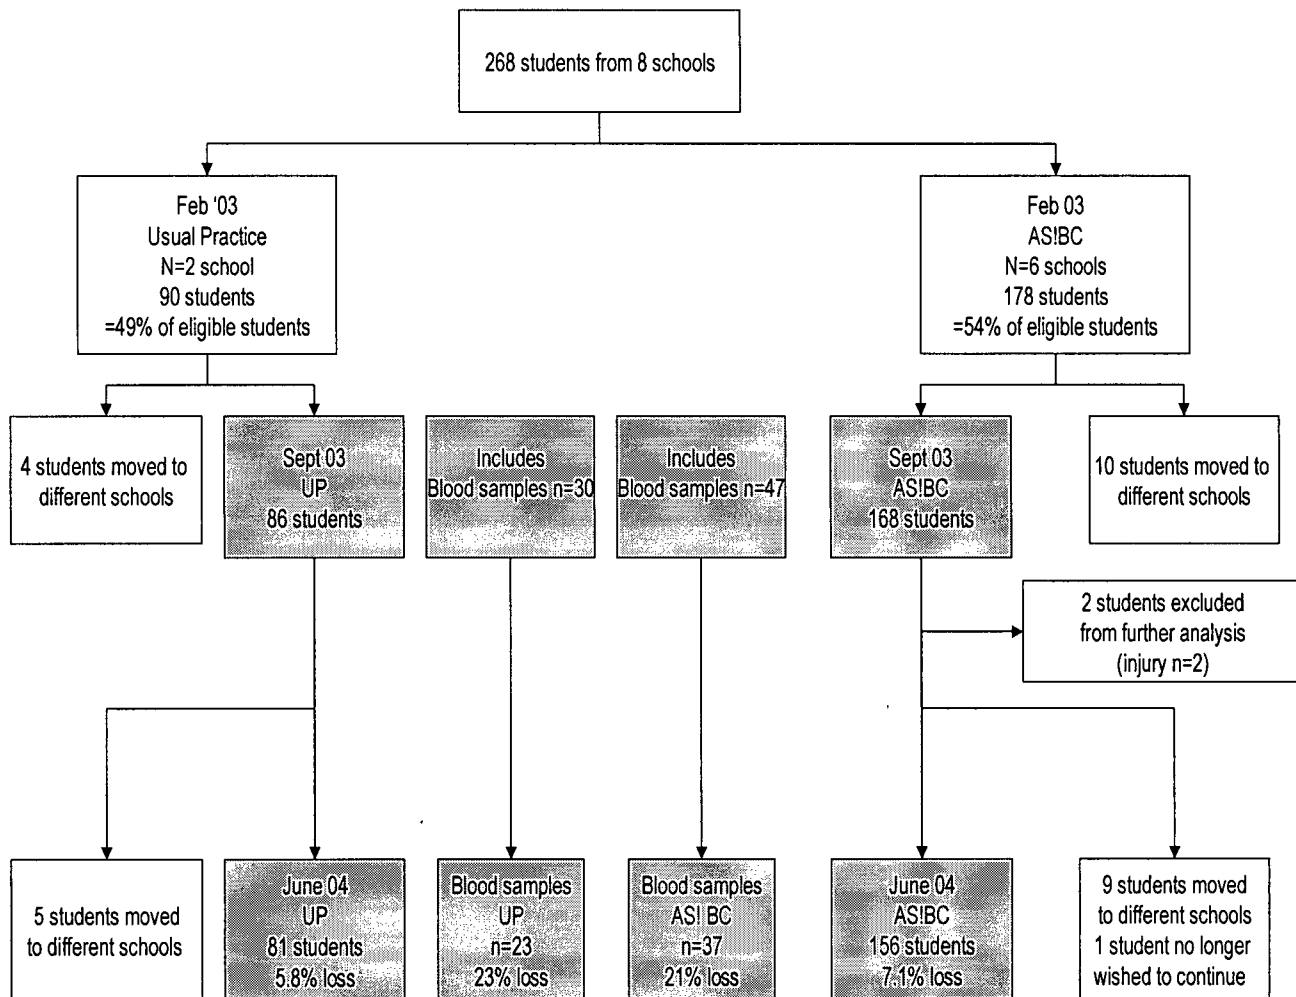 268 students from 8 schools
Feb '03
Usual Practice
N=2 school
90 students
=49% of eligible students
Feb 03
AS!BC
N=6 schools
178 students
=54% of eligible students
4 students moved to
different schools
Sept 03
UP
86 students
Includes
Blood samples n=30
Includes
Blood samples n=47
Sept 03
AS!BC
168 students
10 students moved to
different schools
2 students excluded
from further analysis
(injury n=2)
5 students moved
to different schools
June 04
UP
81 students
5.8% loss
Blood samples
UP
n=23
23% loss
Blood samples
AS! BC
n=37
21% loss
June 04
AS!BC
156 students
7.1% loss
9 students moved
to different schools
1 student no longer
wished to continue